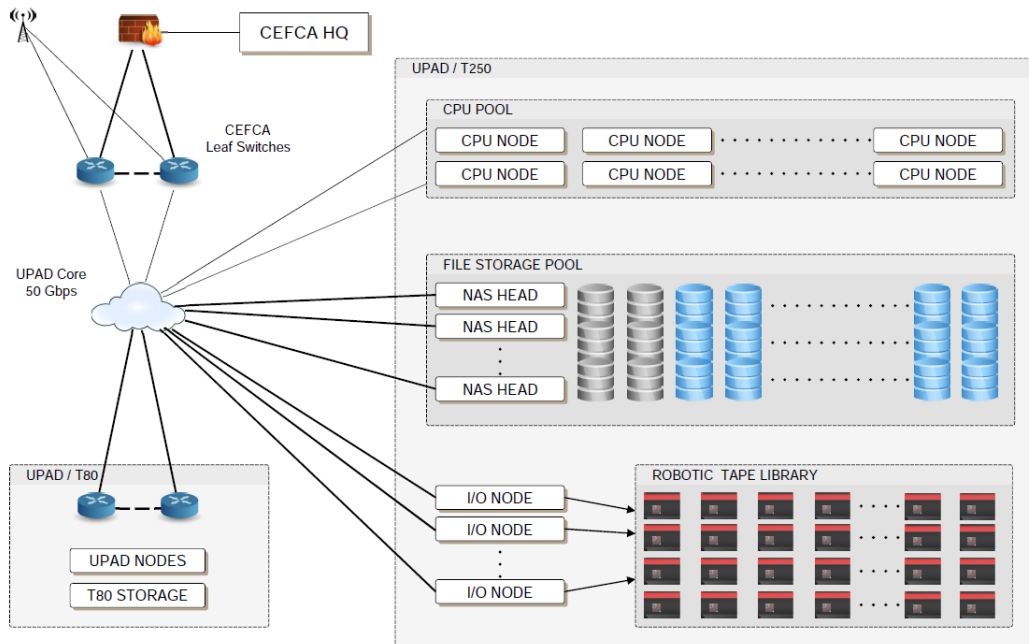 CEFCA HQ
CEFCA
Leaf Switches
UPAD / T250
CPU POOL
CPU NODE
CPU NODE
CPU NODE
CPU NODE
CPU NODE
CPU NODE
UPAD Core
50 Gbps
FILE STORAGE POOL
NAS HEAD
NAS HEAD
NAS HEAD
UPAD / T80
UPAD NODES
T80 STORAGE
I/O NODE
I/O NODE
I/O NODE
ROBOTIC TAPE LIBRARY